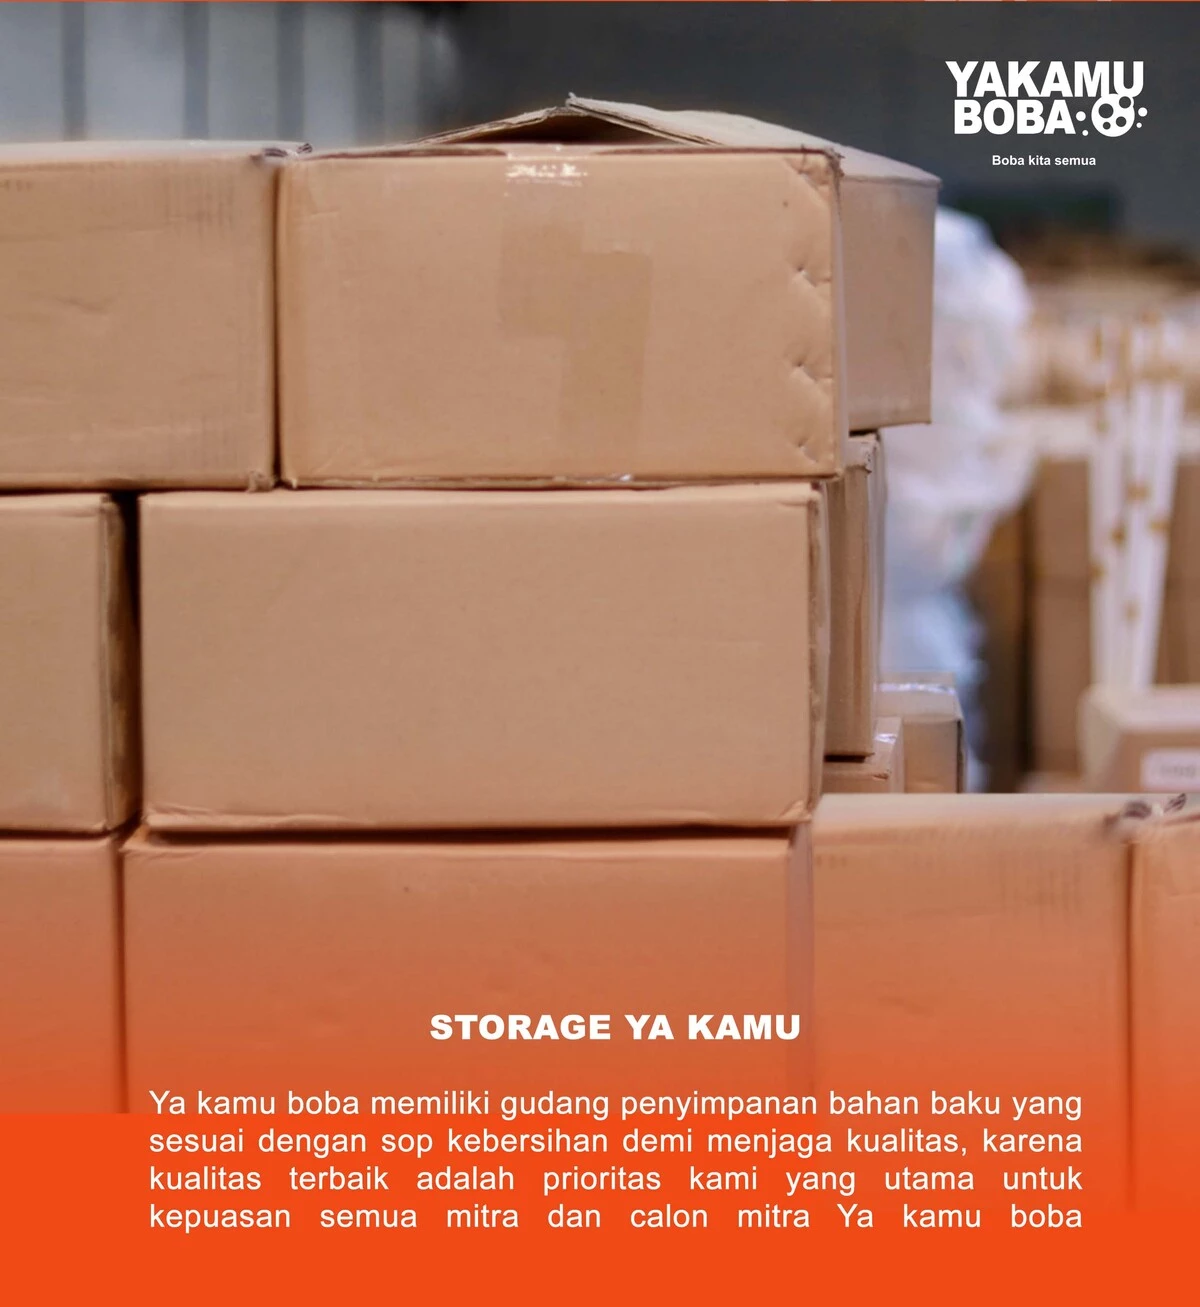 YAKAMU
BOBA
Boba kita semua
STORAGE YA KAMU
Ya kamu boba memiliki gudang penyimpanan bahan baku yang
sesuai dengan sop kebersihan demi menjaga kualitas, karena
kualitas terbaik adalah prioritas kami yang utama untuk
kepuasan semua mitra dan calon mitra Ya kamu boba